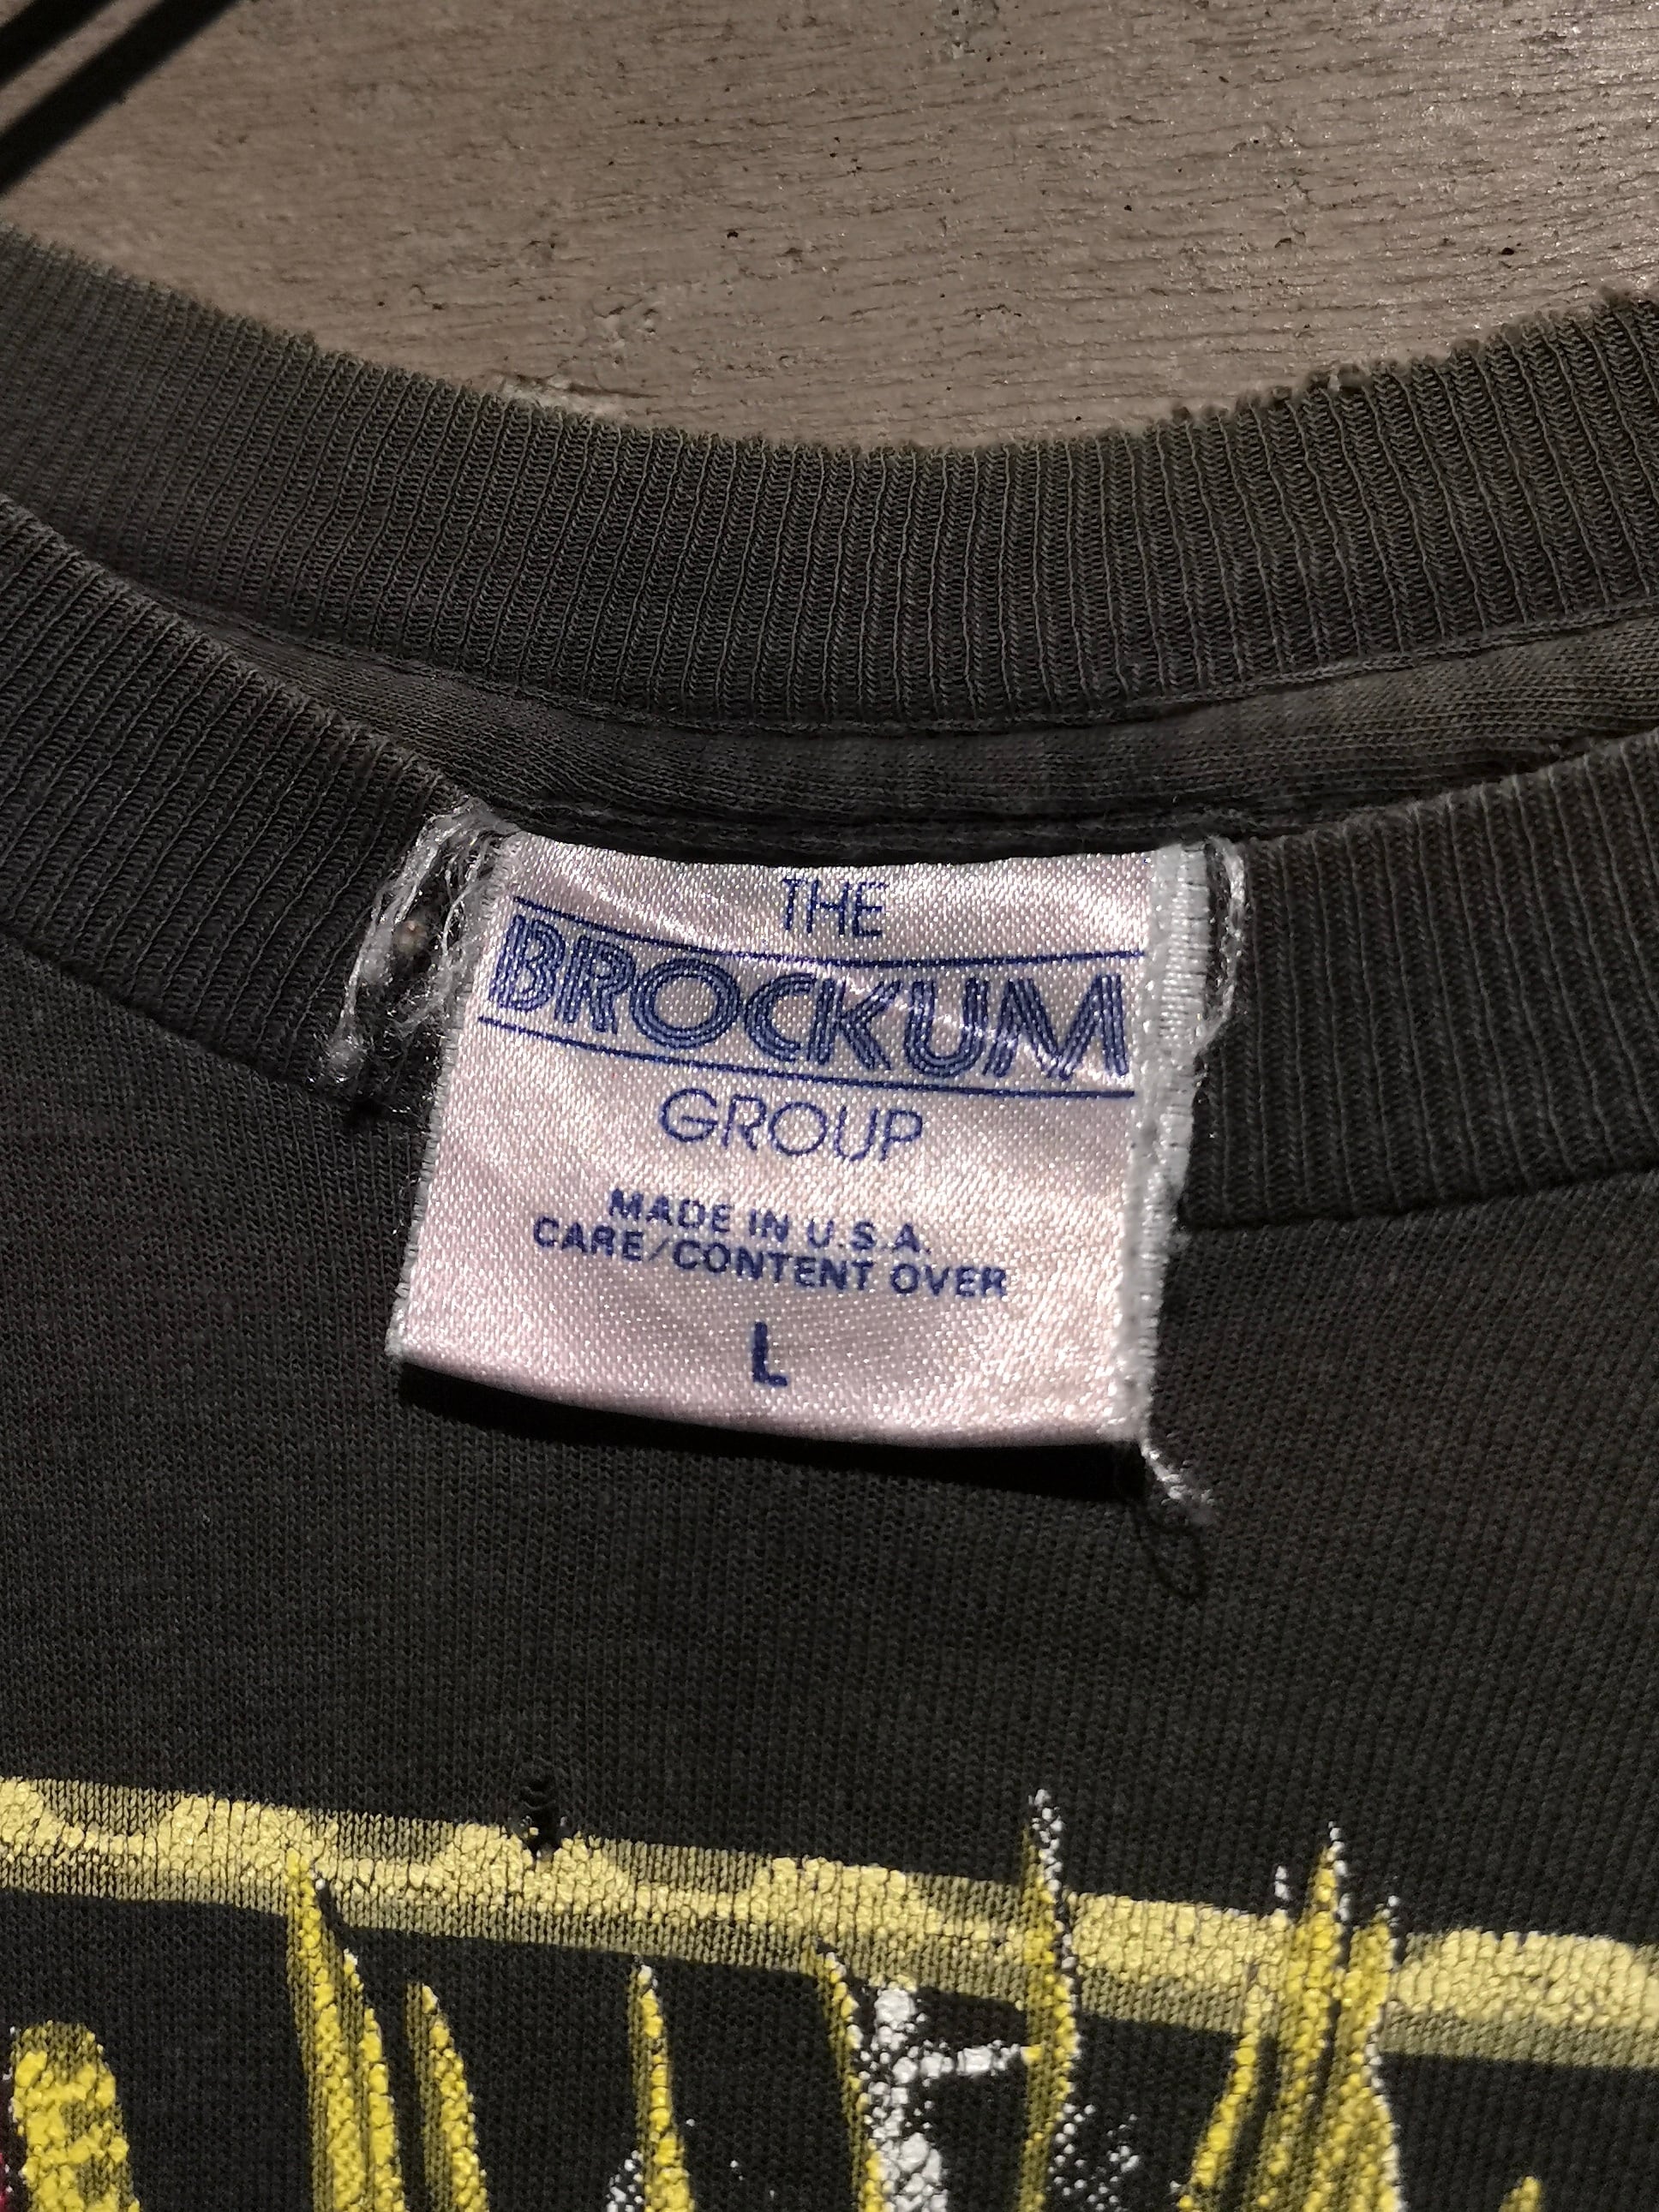 THE
BROCKUM
GROUP
MADE IN U.S.A.
CARE/CONTENT OVER
L